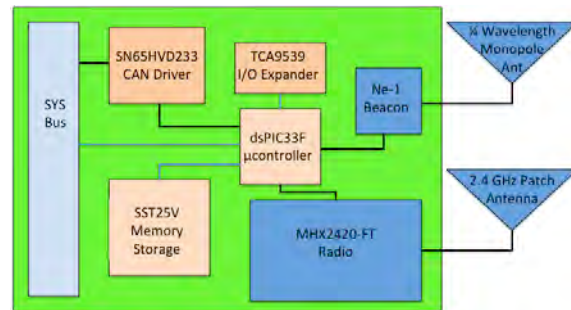 SYS
Bus
SN65HVD233
CAN Driver
TCA9539
I/O Expander
Ne-1
Beacon
¼ Wavelength
Monopole
Ant
dsPIC33F
µcontroller
SST25V
Memory
Storage
MHX2420-FT
Radio
2.4 GHz Patch
Antenna